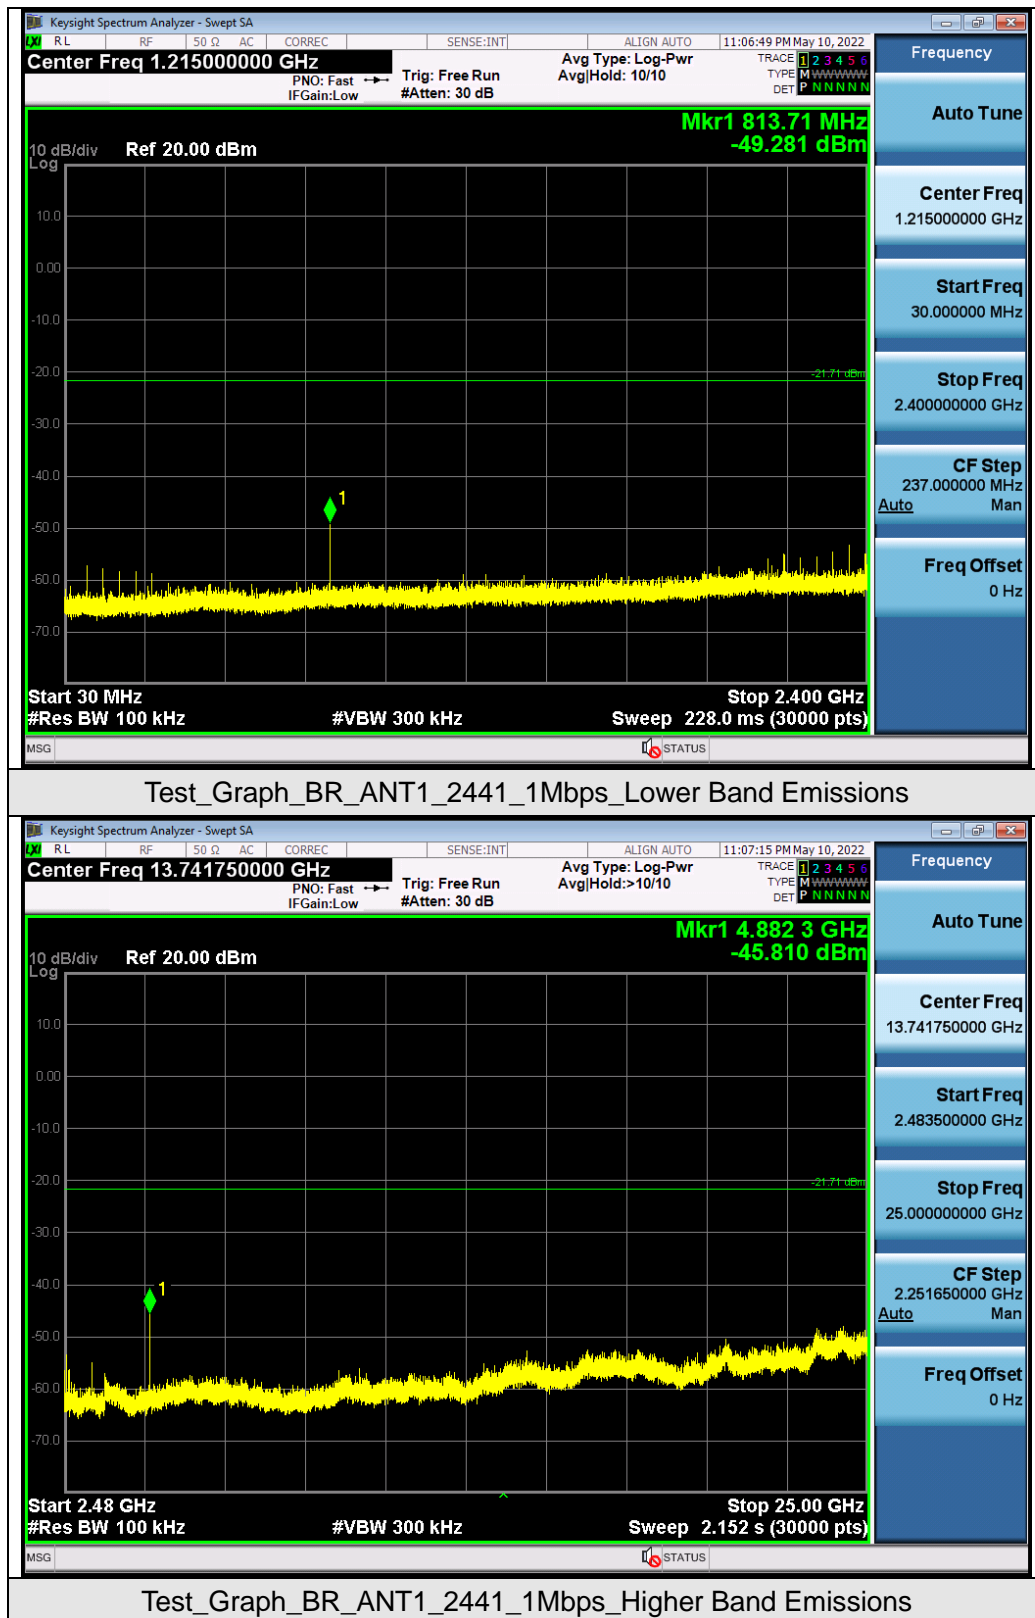 Keysight Spectrum Analyzer - Swept SA
LXI RL RF 50 Ω AC CORREC SENSE:INT ALIGN AUTO 11:06:49 PM May 10, 2022
Center Freq 1.215000000 GHz
PNO: Fast
IFGain:Low
Trig: Free Run
#Atten: 30 dB
Avg Type: Log-Pwr
Avg|Hold: 10/10
TRACE 1 2 3 4 5 6
TYPE M WWWWW
DET P N N N N N
Mkr1 813.71 MHz
-49.281 dBm
10 dB/div Ref 20.00 dBm
Log
10.0
0.00
-10.0
-20.0
-21.71 dBm
-30.0
-40.0
1
-50.0
-60.0
-70.0
Start 30 MHz Stop 2.400 GHz
#Res BW 100 kHz #VBW 300 kHz Sweep 228.0 ms (30000 pts)
MSG STATUS
Frequency
Auto Tune
Center Freq
1.215000000 GHz
Start Freq
30.000000 MHz
Stop Freq
2.400000000 GHz
CF Step
237.000000 MHz
Auto Man
Freq Offset
0 Hz
Test_Graph_BR_ANT1_2441_1Mbps_Lower Band Emissions
Keysight Spectrum Analyzer - Swept SA
LXI RL RF 50 Ω AC CORREC SENSE:INT ALIGN AUTO 11:07:15 PM May 10, 2022
Center Freq 13.741750000 GHz
PNO: Fast
IFGain:Low
Trig: Free Run
#Atten: 30 dB
Avg Type: Log-Pwr
Avg|Hold:>10/10
TRACE 1 2 3 4 5 6
TYPE M WWWWW
DET P N N N N N
Mkr1 4.882 3 GHz
-45.810 dBm
10 dB/div Ref 20.00 dBm
Log
10.0
0.00
-10.0
-20.0
-21.71 dBm
-30.0
-40.0
1
-50.0
-60.0
-70.0
Start 2.48 GHz Stop 25.00 GHz
#Res BW 100 kHz #VBW 300 kHz Sweep 2.152 s (30000 pts)
MSG STATUS
Frequency
Auto Tune
Center Freq
13.741750000 GHz
Start Freq
2.483500000 GHz
Stop Freq
25.000000000 GHz
CF Step
2.251650000 GHz
Auto Man
Freq Offset
0 Hz
Test_Graph_BR_ANT1_2441_1Mbps_Higher Band Emissions